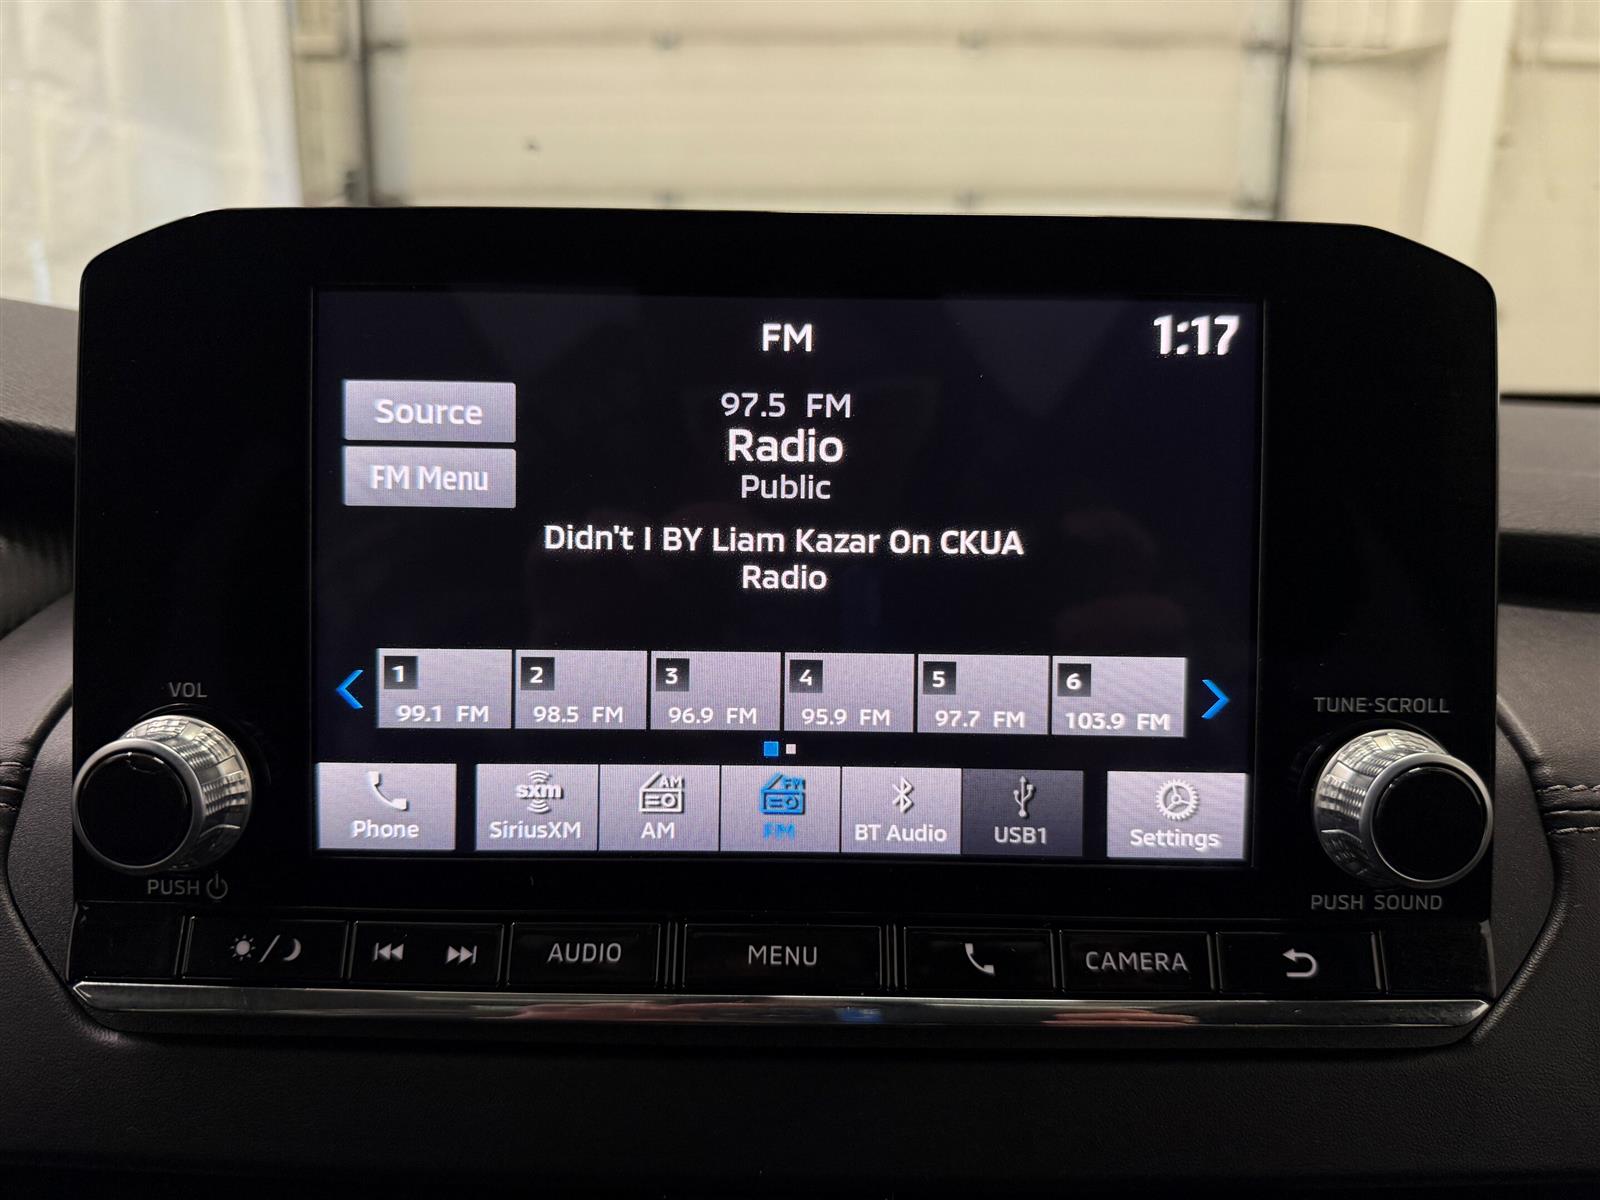 FM
1:17
Source
97.5 FM
Radio
FM Menu
Public
Didn't I BY Liam Kazar On CKUA
Radio
1
2
3
4
5
6
99.1 FM
98.5 FM
96.9 FM
95.9 FM
97.7 FM
103.9 FM
VOL
TUNE·SCROLL
sxm
AM
FM
Phone
SiriusXM
AM
FM
BT Audio
USB1
Settings
PUSH
PUSH SOUND
AUDIO
MENU
CAMERA